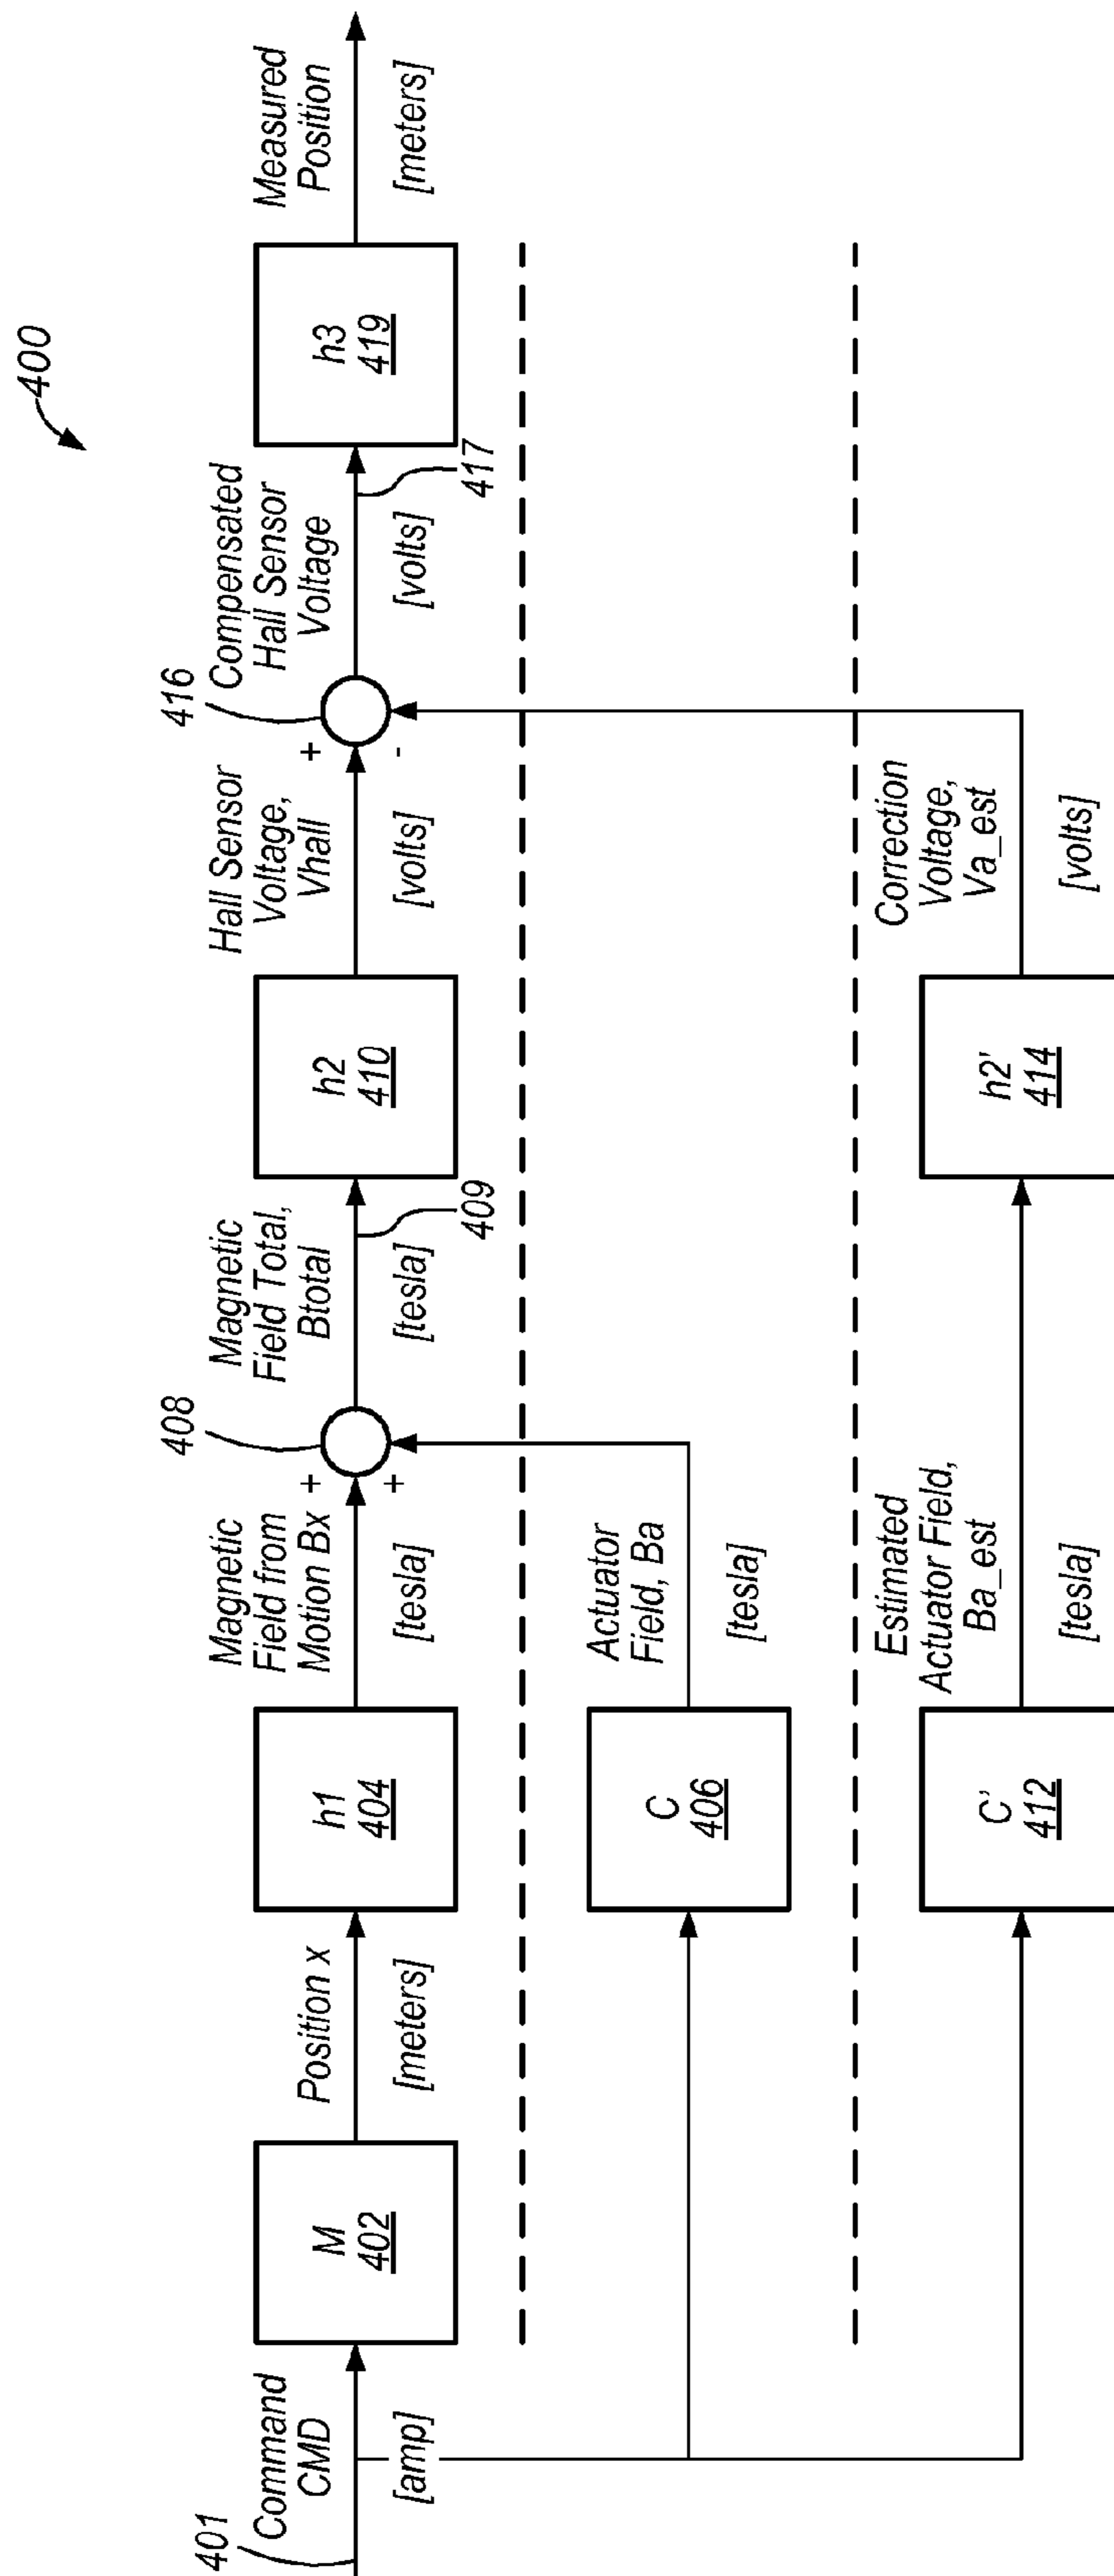 400
401
Command
CMD
[amp]
M
402
Position x
[meters]
h1
404
Magnetic
Field from
Motion Bx
[tesla]
+
+
408
Magnetic
Field Total,
Btotal
[tesla]
409
h2
410
Hall Sensor
Voltage,
Vhall
[volts]
+
-
416
Compensated
Hall Sensor
Voltage
[volts]
417
h3
419
Measured
Position
[meters]
C
406
Actuator
Field, Ba
[tesla]
C'
412
Estimated
Actuator Field,
Ba_est
[tesla]
h2'
414
Correction
Voltage,
Va_est
[volts]